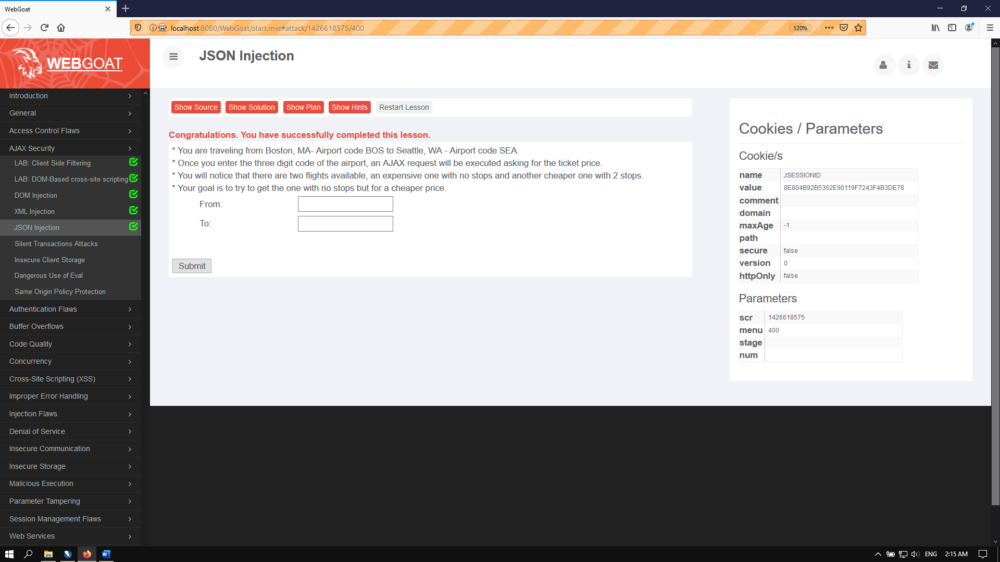 WebGoat
localhost:8080/WebGoat/start.mvc#attack/1426618575/400
120%
WEBGOAT
JSON Injection
Introduction
General
Access Control Flaws
AJAX Security
LAB: Client Side Filtering
LAB: DOM-Based cross-site scripting
DOM Injection
XML Injection
JSON Injection
Silent Transactions Attacks
Insecure Client Storage
Dangerous Use of Eval
Same Origin Policy Protection
Authentication Flaws
Buffer Overflows
Code Quality
Concurrency
Cross-Site Scripting (XSS)
Improper Error Handling
Injection Flaws
Denial of Service
Insecure Communication
Insecure Storage
Malicious Execution
Parameter Tampering
Session Management Flaws
Web Services
Show Source Show Solution Show Plan Show Hints Restart Lesson
Congratulations. You have successfully completed this lesson.
* You are traveling from Boston, MA- Airport code BOS to Seattle, WA - Airport code SEA.
* Once you enter the three digit code of the airport, an AJAX request will be executed asking for the ticket price.
* You will notice that there are two flights available, an expensive one with no stops and another cheaper one with 2 stops.
* Your goal is to try to get the one with no stops but for a cheaper price.
From:
To:
Submit
Cookies / Parameters
Cookie/s
name JSESSIONID
value 8E804B92B5362E90119F7243F4B3DE78
comment
domain
maxAge -1
path
secure false
version 0
httpOnly false
Parameters
scr 1426618575
menu 400
stage
num
ENG 2:15 AM